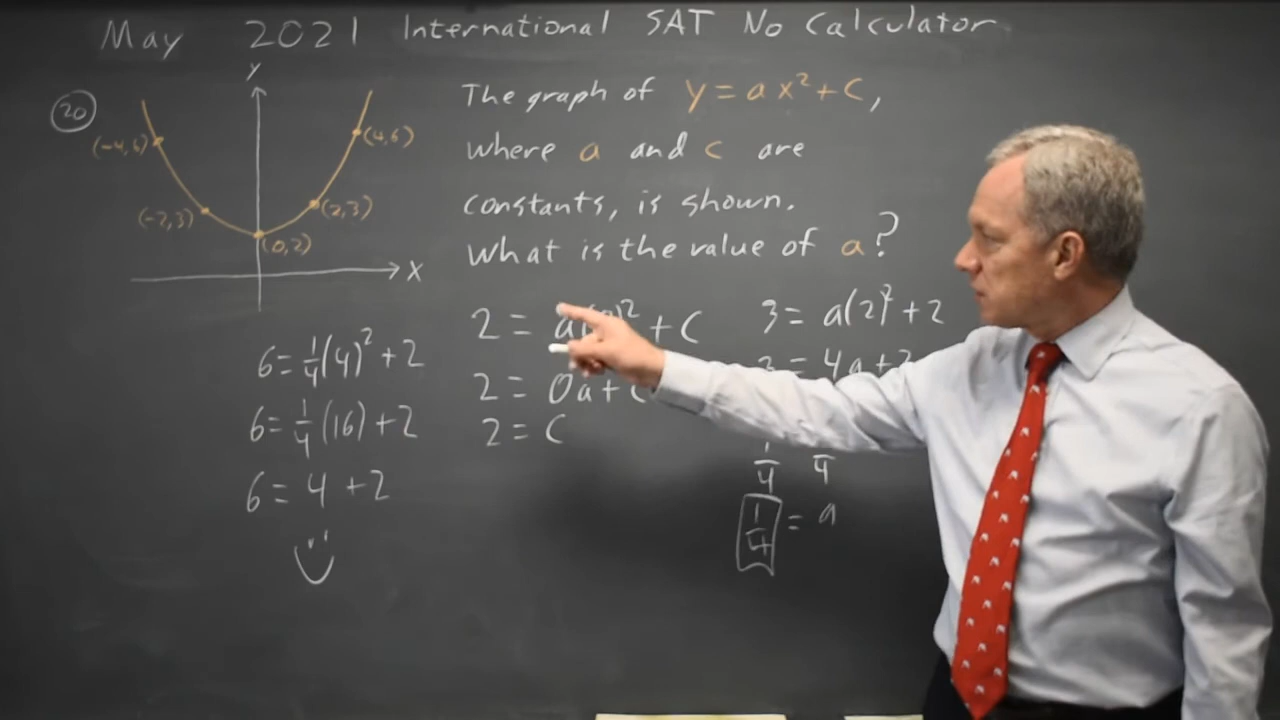 May 2021 International SAT No Calculator
20
y
(-4,6)
(4,6)
(-2,3)
(2,3)
(0,2)
x
The graph of y = ax² + c,
where a and c are
constants, is shown.
What is the value of a?
6 = 1/4(4)² + 2
6 = 1/4(16) + 2
6 = 4 + 2
2 = a( )² + c
2 = 0a + c
2 = c
3 = a(2)² + 2
= 4a +
1/4 = a